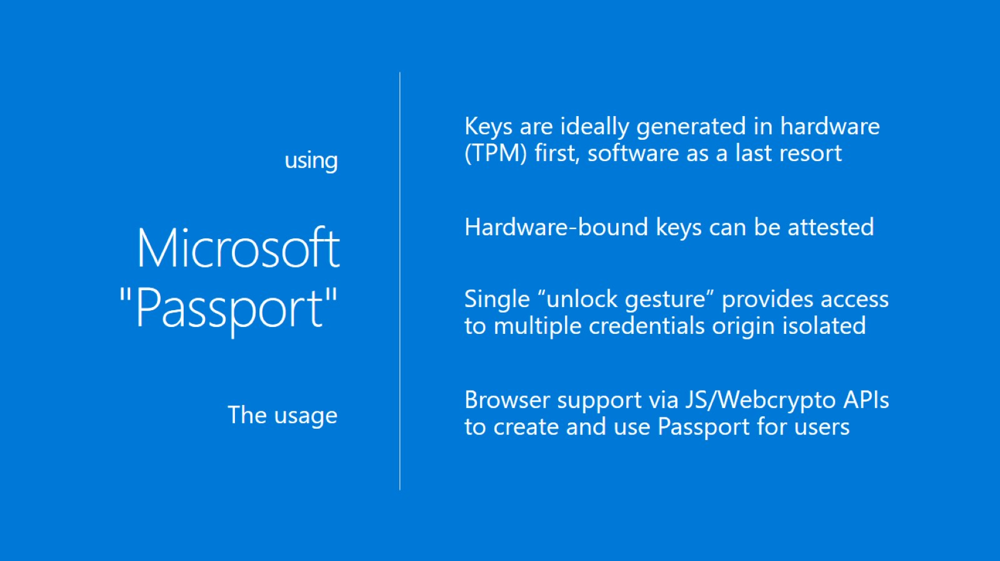 using
Microsoft
"Passport"
The usage
Keys are ideally generated in hardware
(TPM) first, software as a last resort
Hardware-bound keys can be attested
Single “unlock gesture” provides access
to multiple credentials origin isolated
Browser support via JS/Webcrypto APIs
to create and use Passport for users